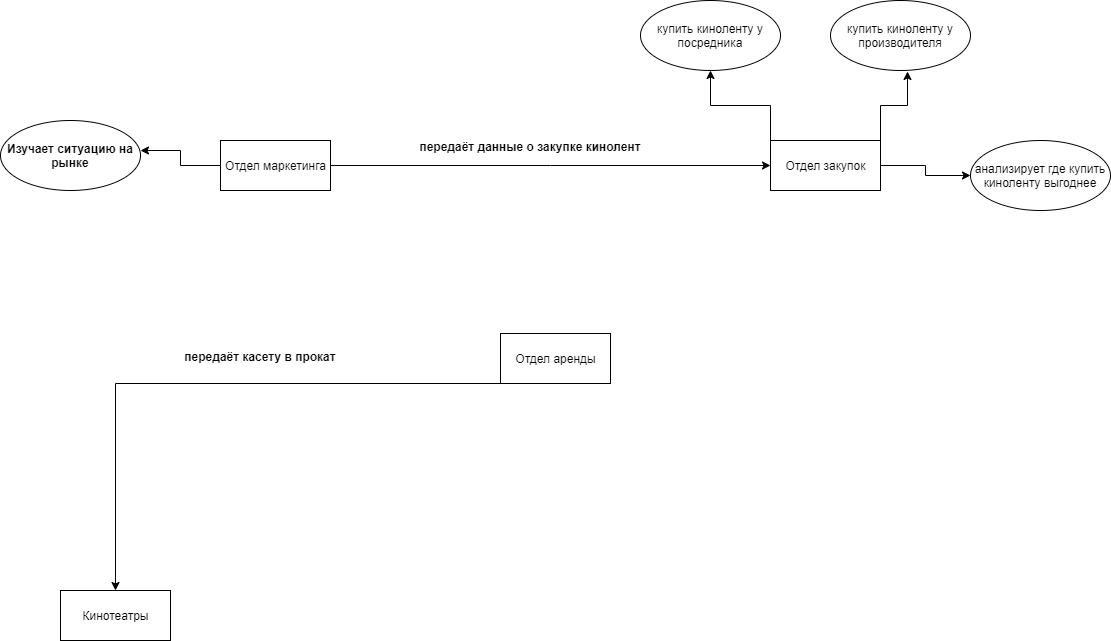 купить киноленту у
посредника
купить киноленту у
производителя
Изучает ситуацию на
рынке
Отдел маркетинга
передаёт данные о закупке кинолент
Отдел закупок
анализирует где купить
киноленту выгоднее
передаёт касету в прокат
Отдел аренды
Кинотеатры